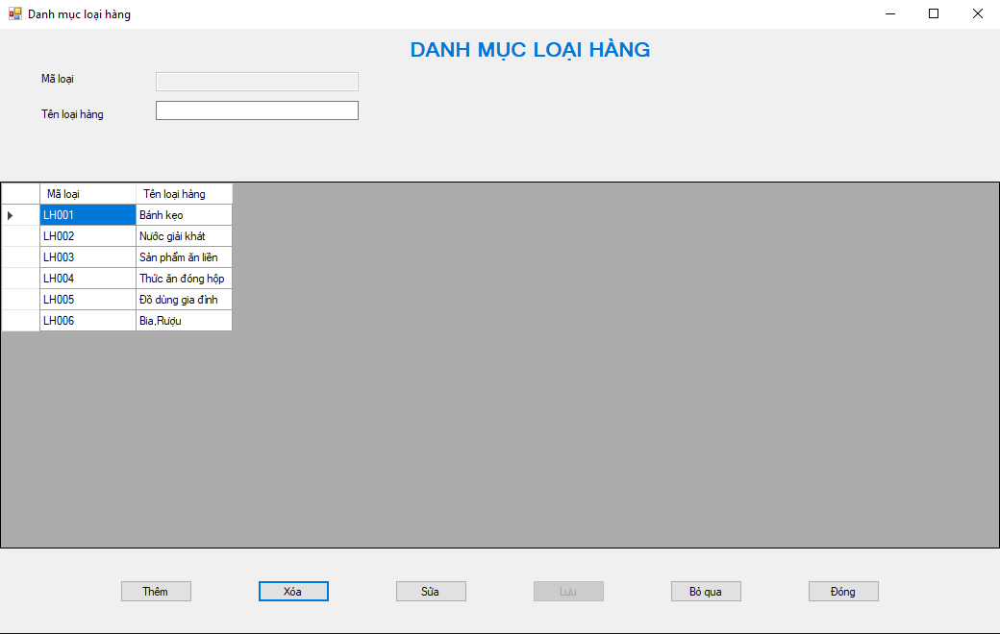 Danh mục loại hàng
DANH MỤC LOẠI HÀNG
Mã loại
Tên loại hàng
Mã loại Tên loại hàng
LH001 Bánh kẹo
LH002 Nước giải khát
LH003 Sản phẩm ăn liền
LH004 Thức ăn đóng hộp
LH005 Đồ dùng gia đình
LH006 Bia,Rượu
Thêm Xóa Sửa Lưu Bỏ qua Đóng